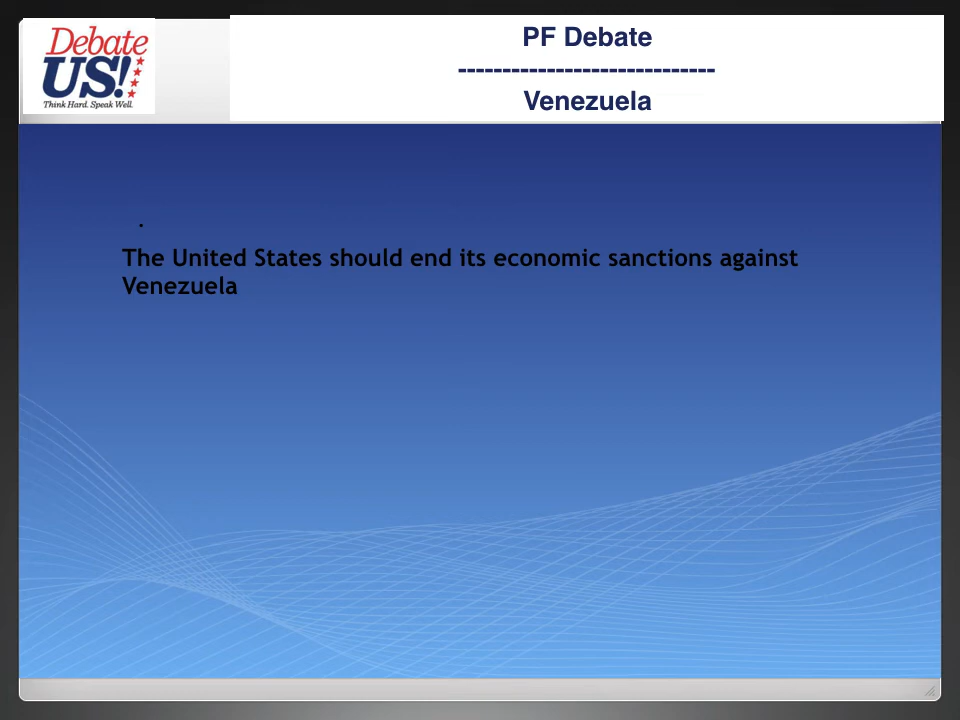 Debate
US!
Think Hard. Speak Well.
PF Debate
-----------------------------
Venezuela
.
The United States should end its economic sanctions against
Venezuela